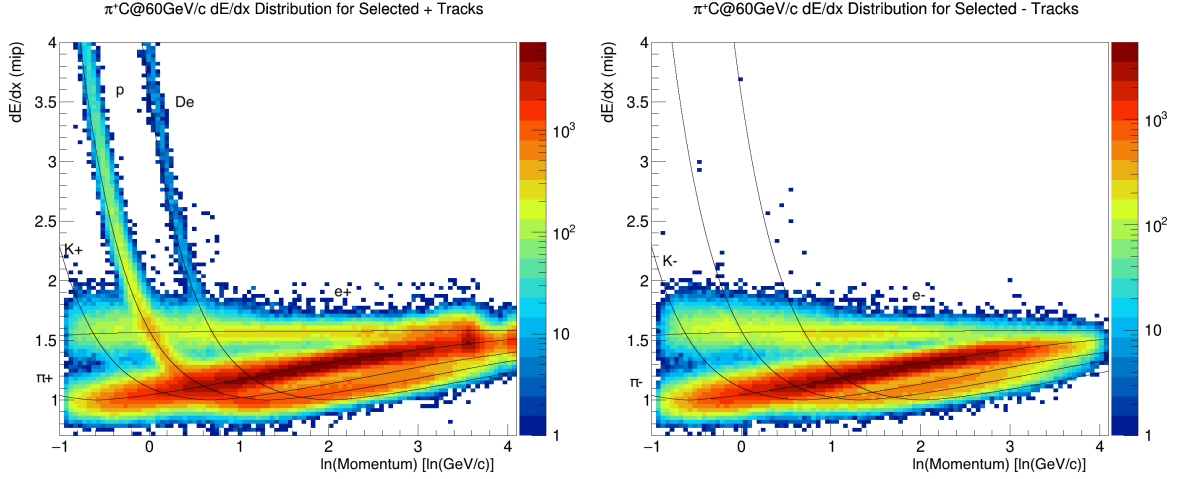 π⁺C@60GeV/c dE/dx Distribution for Selected + Tracks
dE/dx (mip)
4
3.5
3
2.5
2
1.5
1
p
De
K+
e+
π+
10³
10²
10
1
−1 0 1 2 3 4
ln(Momentum) [ln(GeV/c)]
π⁺C@60GeV/c dE/dx Distribution for Selected - Tracks
dE/dx (mip)
4
3.5
3
2.5
2
1.5
1
K-
e-
π-
10³
10²
10
1
−1 0 1 2 3 4
ln(Momentum) [ln(GeV/c)]